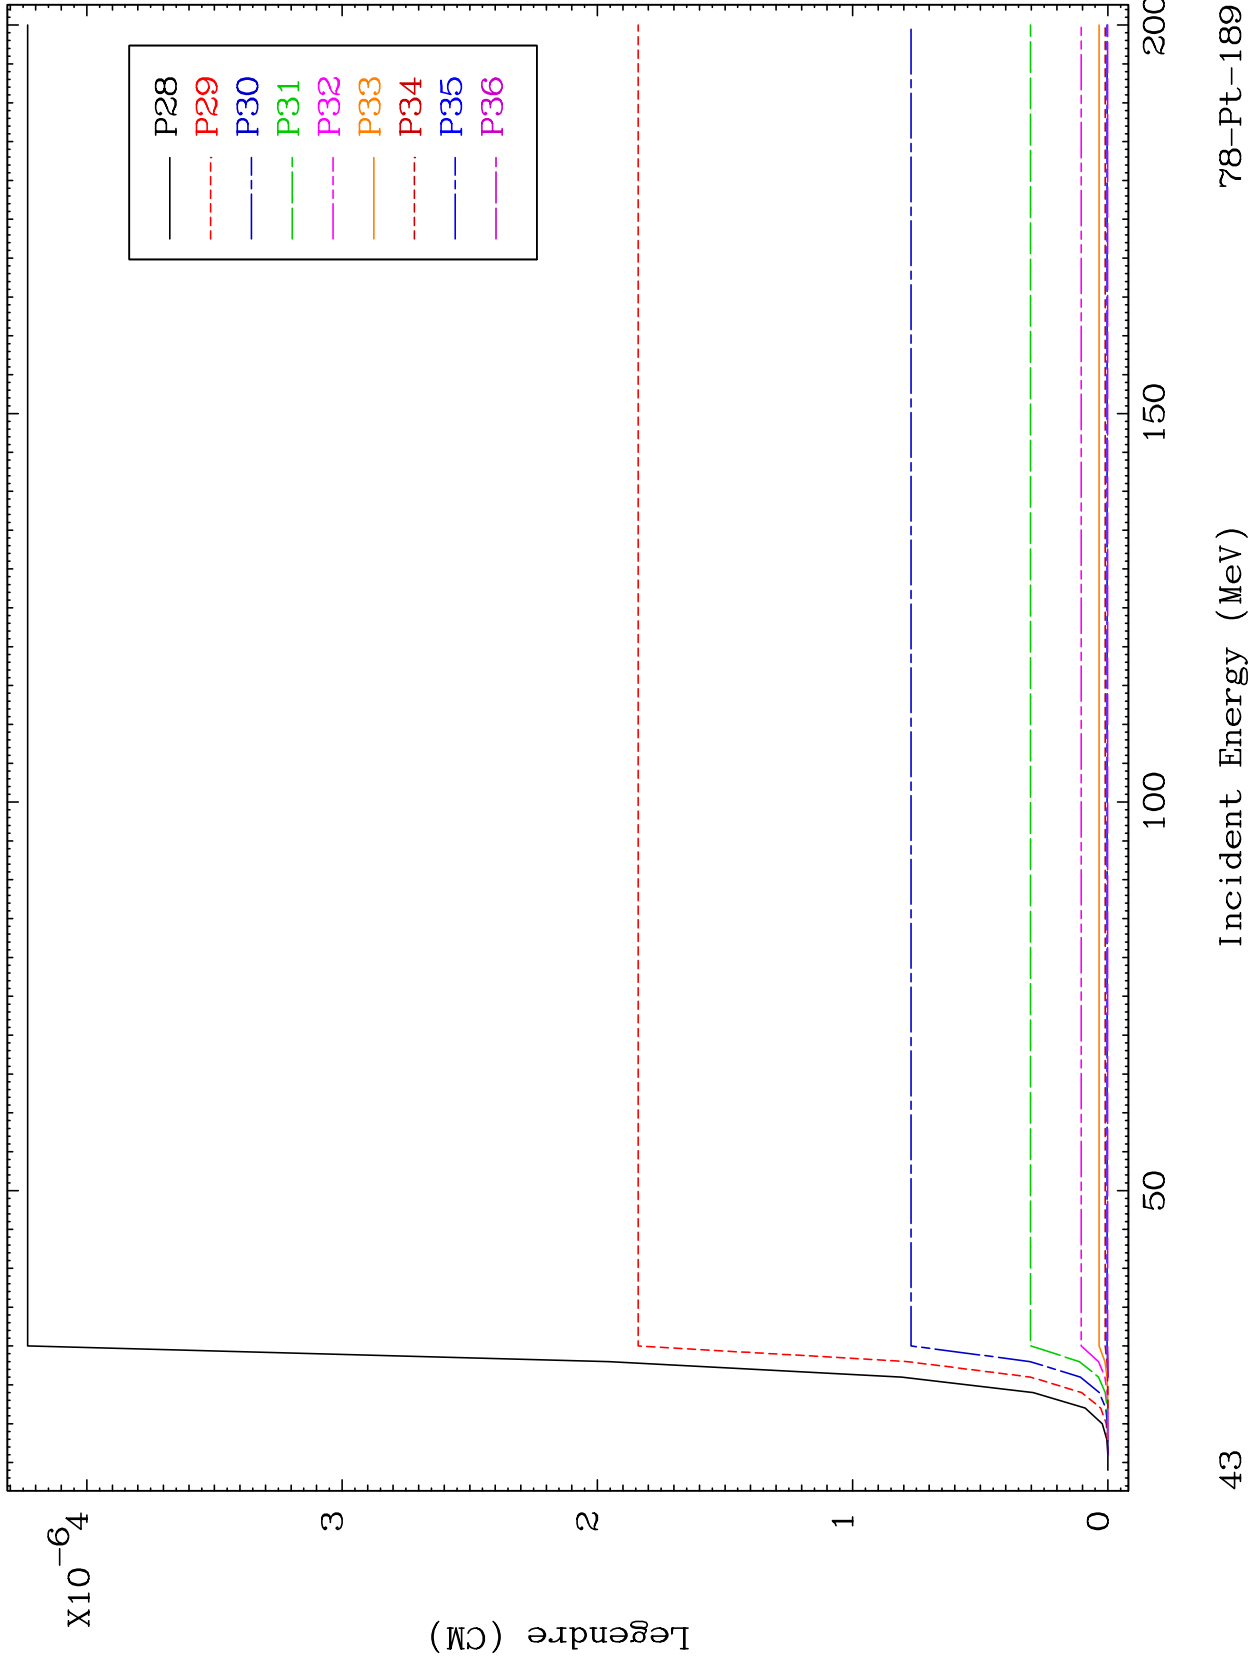 X10-6
4
3
2
1
0
Legendre (CM)
P28
P29
P30
P31
P32
P33
P34
P35
P36
50
100
150
200
Incident Energy (MeV)
43
78-Pt-189